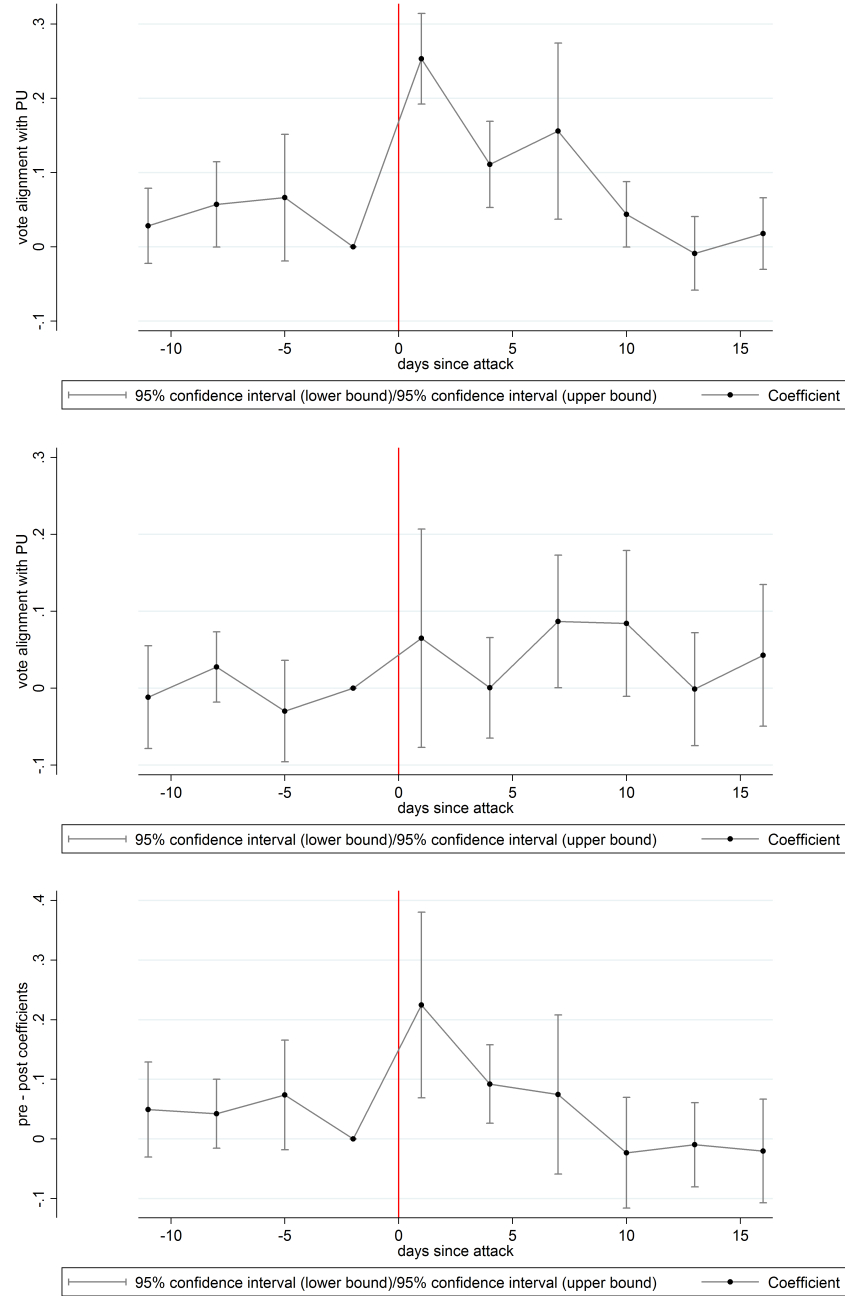 .3
.2
.1
0
-.1
vote alignment with PU
-10 -5 0 5 10 15
days since attack
95% confidence interval (lower bound)/95% confidence interval (upper bound) Coefficient
.3
.2
.1
0
-.1
vote alignment with PU
-10 -5 0 5 10 15
days since attack
95% confidence interval (lower bound)/95% confidence interval (upper bound) Coefficient
.4
.3
.2
.1
0
-.1
pre - post coefficients
-10 -5 0 5 10 15
days since attack
95% confidence interval (lower bound)/95% confidence interval (upper bound) Coefficient